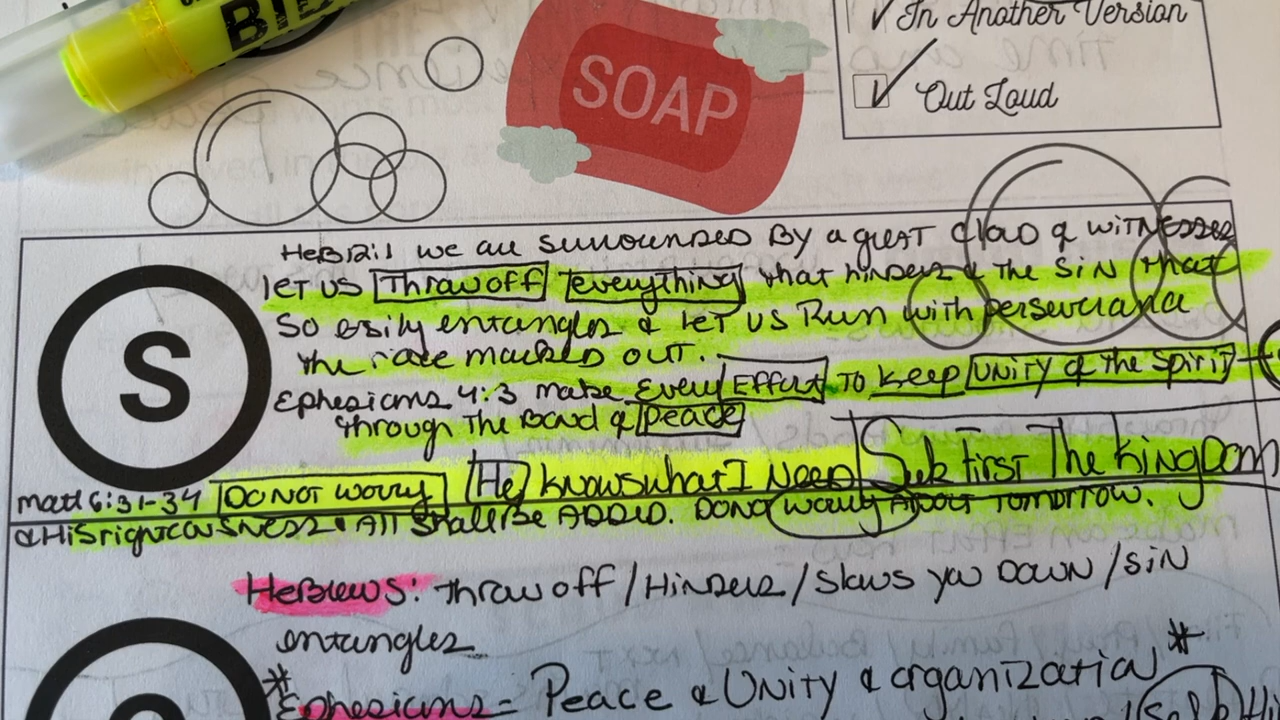 BIB
SOAP
In Another Version
Out Loud
S
HeB 12:1 we are surrounded By a great cloud & witnesses
let us Throw off everything that hinders & The Sin that
So easily entangles & let us Run with perseverance
the race marked out.
Ephesians 4:3 make Every Effort To keep Unity of the Spirit
through The Bond of peace
matt 6:31-34 DO NOT worry He knows what I Need Seek First The Kingdom
& His righteousness & All shall be ADDED. DO NOT worry About Tomorrow.
Hebrews: Throw off / Hinders / Slows you Down / Sin
entangles
* Ephesians = Peace & Unity & organization *